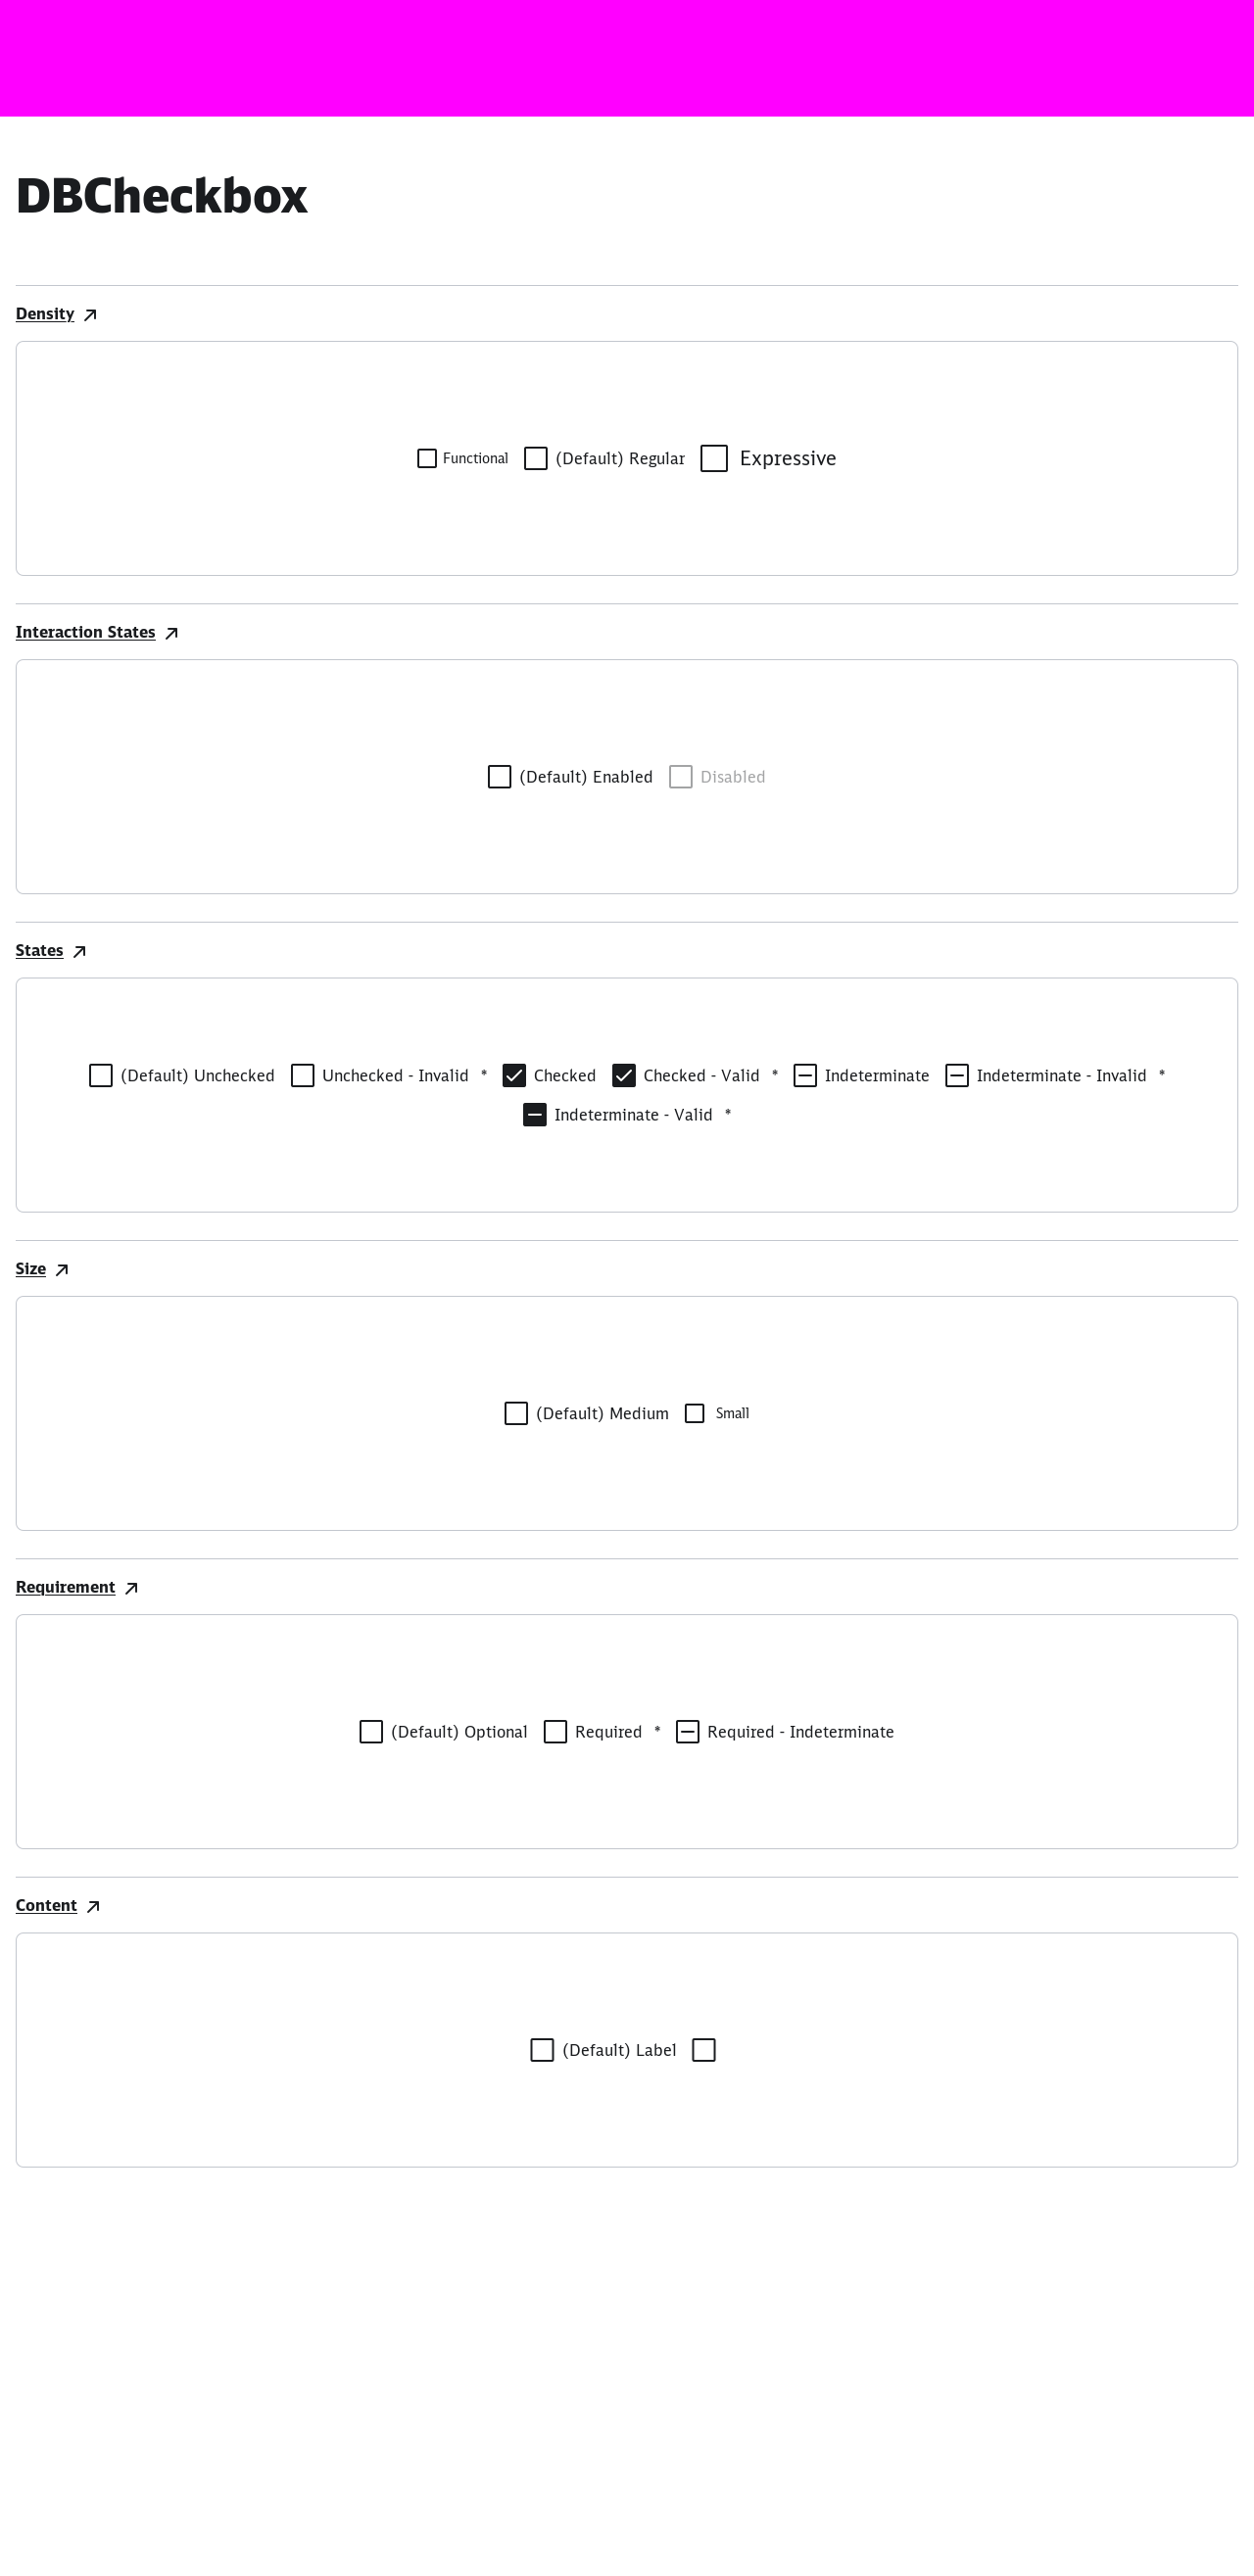 DBCheckbox
Density
Functional (Default) Regular Expressive
Interaction States
(Default) Enabled Disabled
States
(Default) Unchecked Unchecked - Invalid * Checked Checked - Valid * Indeterminate Indeterminate - Invalid *
Indeterminate - Valid *
Size
(Default) Medium Small
Requirement
(Default) Optional Required * Required - Indeterminate
Content
(Default) Label